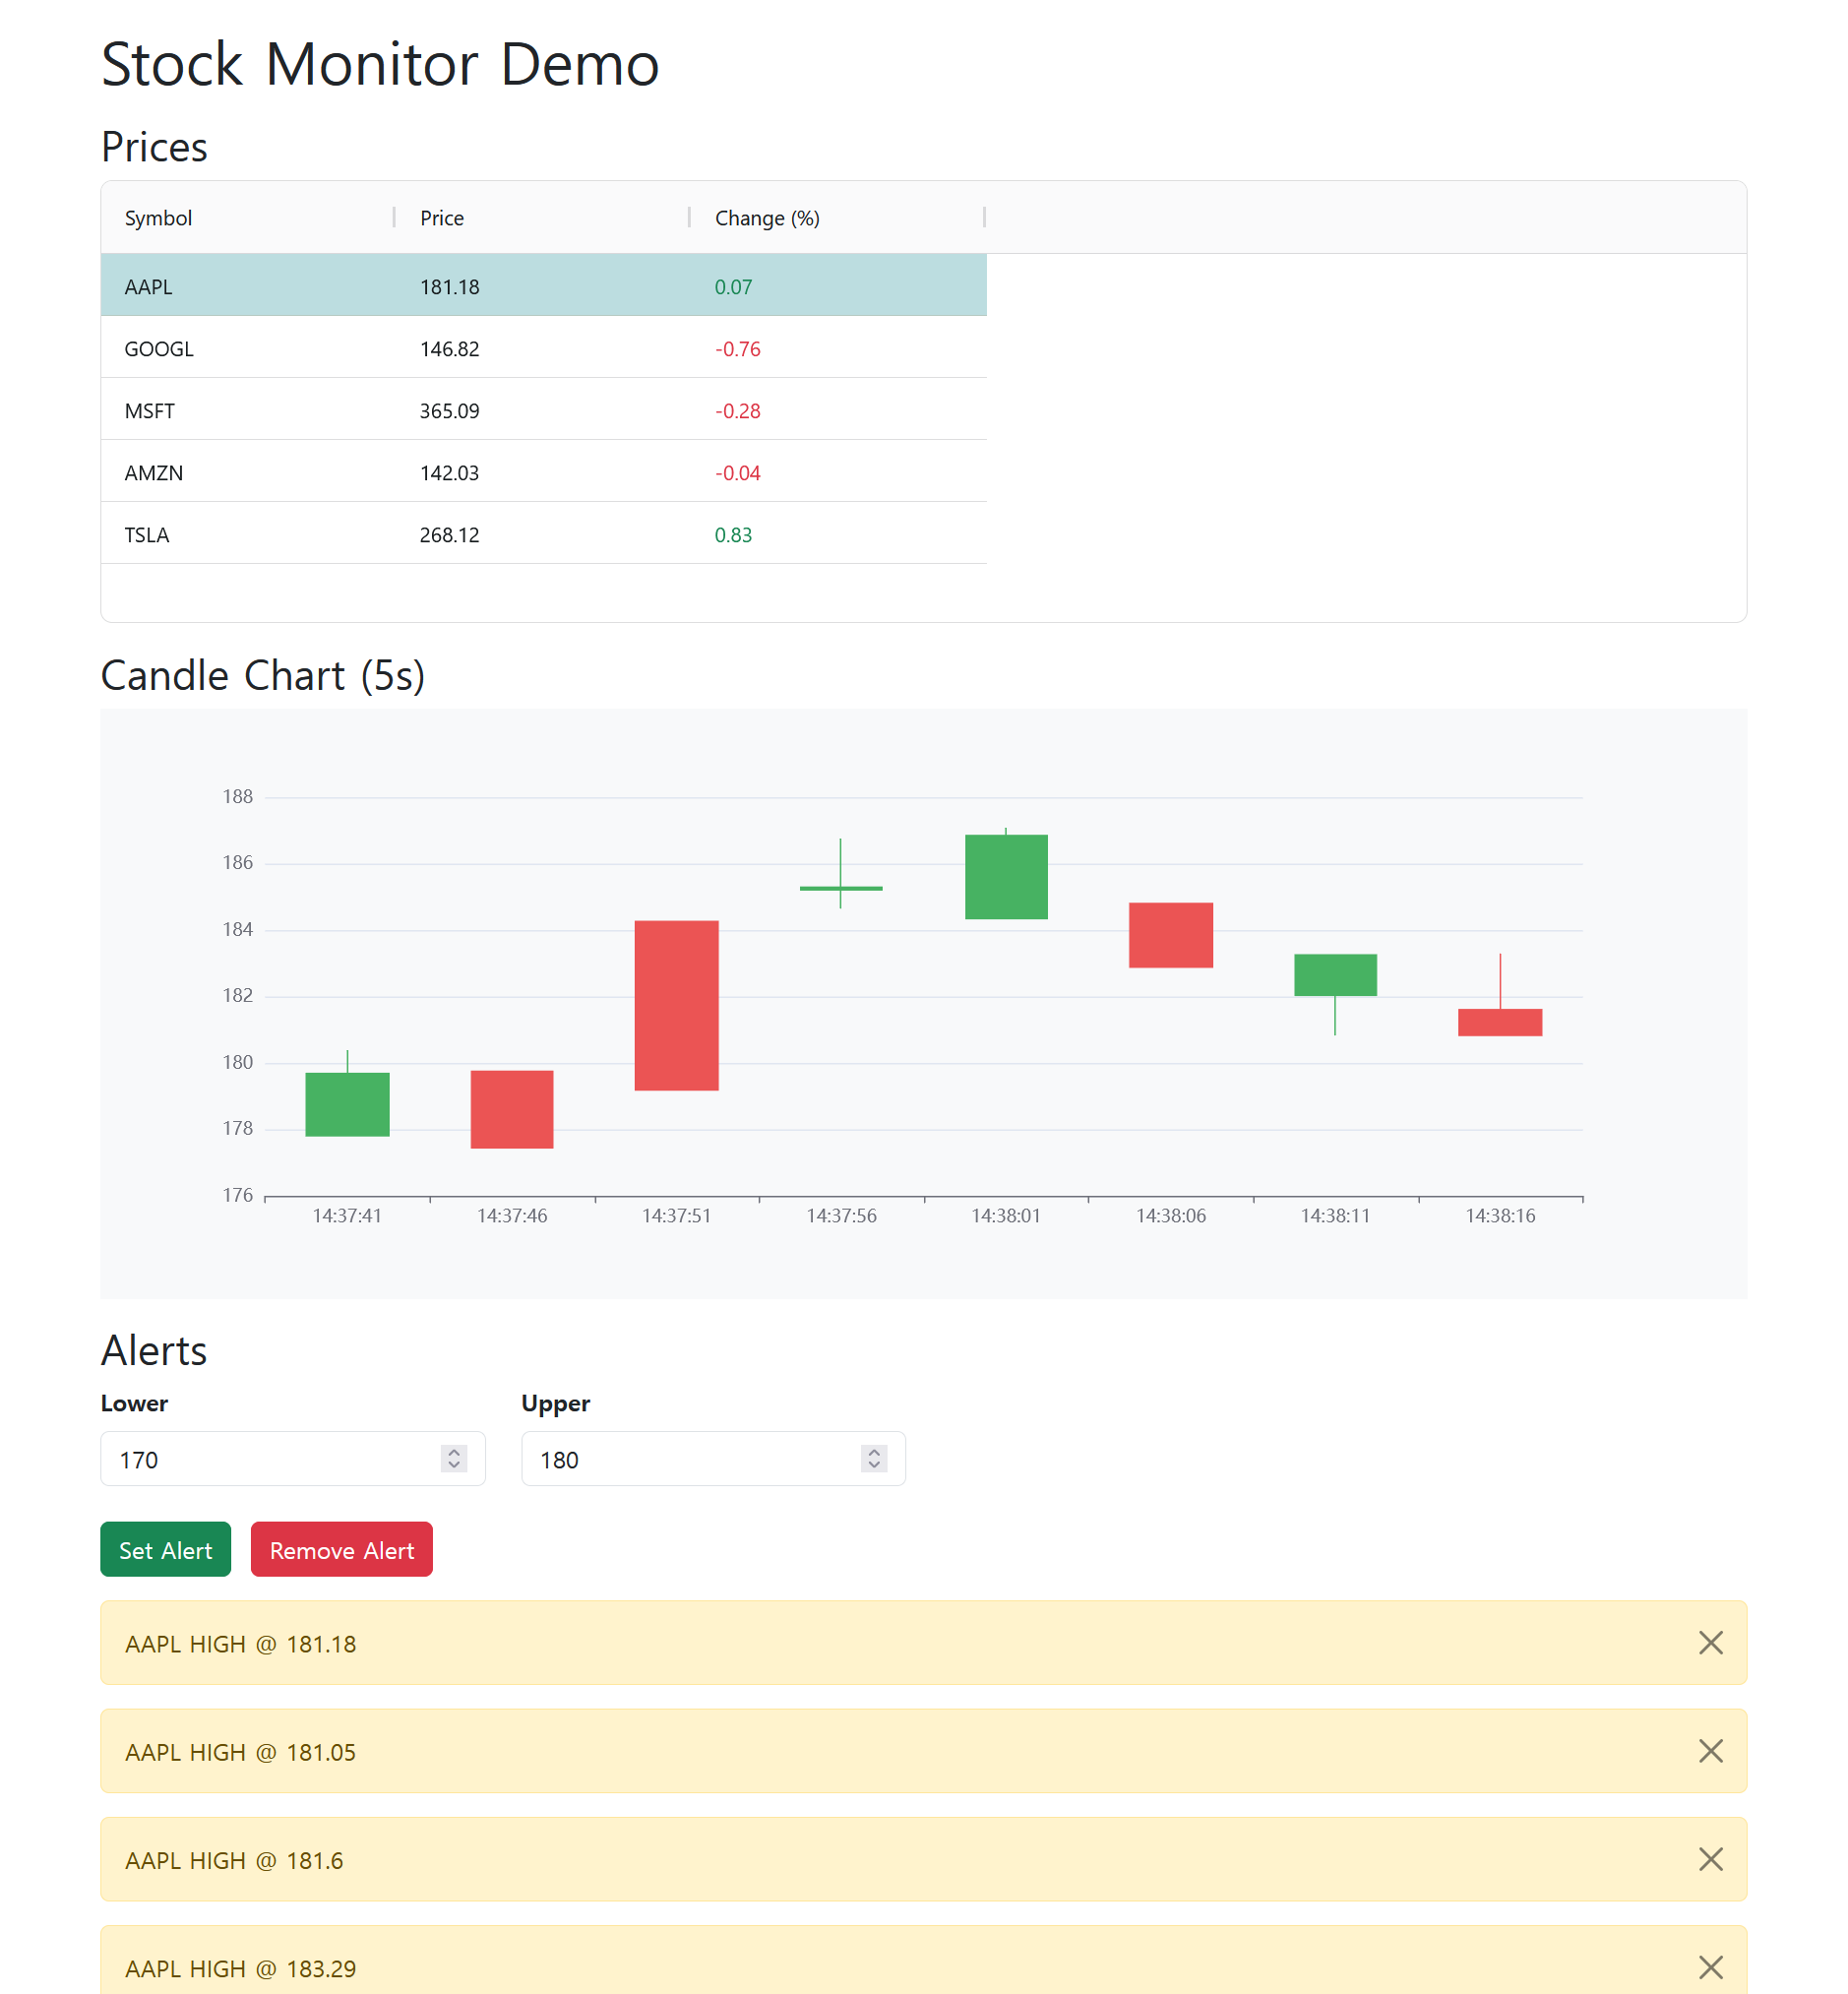 Stock Monitor Demo
Prices
Symbol Price Change (%)
AAPL 181.18 0.07
GOOGL 146.82 -0.76
MSFT 365.09 -0.28
AMZN 142.03 -0.04
TSLA 268.12 0.83
Candle Chart (5s)
188
186
184
182
180
178
176
14:37:41 14:37:46 14:37:51 14:37:56 14:38:01 14:38:06 14:38:11 14:38:16
Alerts
Lower Upper
170 180
Set Alert Remove Alert
AAPL HIGH @ 181.18
AAPL HIGH @ 181.05
AAPL HIGH @ 181.6
AAPL HIGH @ 183.29